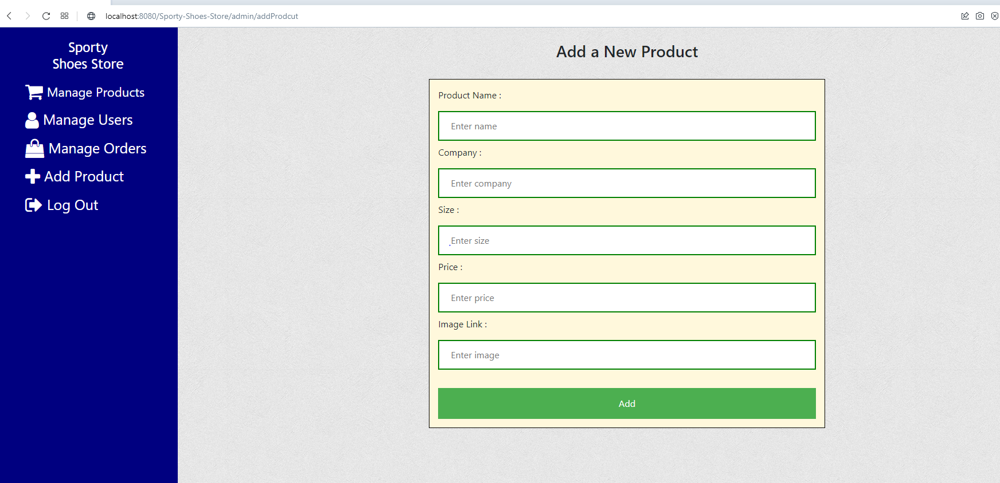 localhost:8080/Sporty-Shoes-Store/admin/addProdcut
Sporty
Shoes Store
Manage Products
Manage Users
Manage Orders
Add Product
Log Out
Add a New Product
Product Name :
Enter name
Company :
Enter company
Size :
Enter size
Price :
Enter price
Image Link :
Enter image
Add